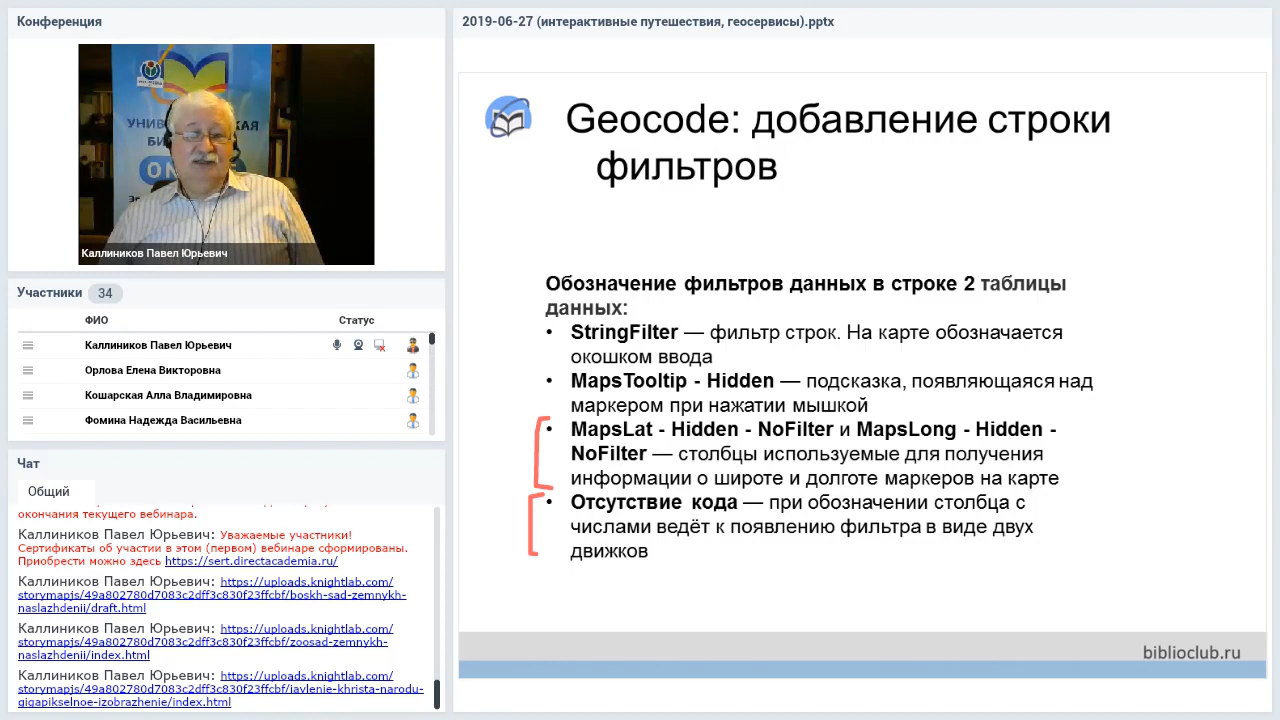 Конференция
УНИВ
СКАЯ
БИ
Каллиников Павел Юрьевич
Участники 34
ФИО Статус
Каллиников Павел Юрьевич
Орлова Елена Викторовна
Кошарская Алла Владимировна
Фомина Надежда Васильевна
Чат
Общий
окончания текущего вебинара.
Каллиников Павел Юрьевич: Уважаемые участники!
Сертификаты об участии в этом (первом) вебинаре сформированы.
Приобрести можно здесь https://sert.directacademia.ru/
Каллиников Павел Юрьевич: https://uploads.knightlab.com/
storymapjs/49a802780d7083c2dff3c830f23ffcbf/boskh-sad-zemnykh-
naslazhdenii/draft.html
Каллиников Павел Юрьевич: https://uploads.knightlab.com/
storymapjs/49a802780d7083c2dff3c830f23ffcbf/zoosad-zemnykh-
naslazhdenii/index.html
Каллиников Павел Юрьевич: https://uploads.knightlab.com/
storymapjs/49a802780d7083c2dff3c830f23ffcbf/iavlenie-khrista-narodu-
gigapikselnoe-izobrazhenie/index.html
2019-06-27 (интерактивные путешествия, геосервисы).pptx
Geocode: добавление строки
фильтров
Обозначение фильтров данных в строке 2 таблицы
данных:
• StringFilter — фильтр строк. На карте обозначается
окошком ввода
• MapsTooltip - Hidden — подсказка, появляющаяся над
маркером при нажатии мышкой
• MapsLat - Hidden - NoFilter и MapsLong - Hidden -
NoFilter — столбцы используемые для получения
информации о широте и долготе маркеров на карте
• Отсутствие кода — при обозначении столбца с
числами ведёт к появлению фильтра в виде двух
движков
biblioclub.ru